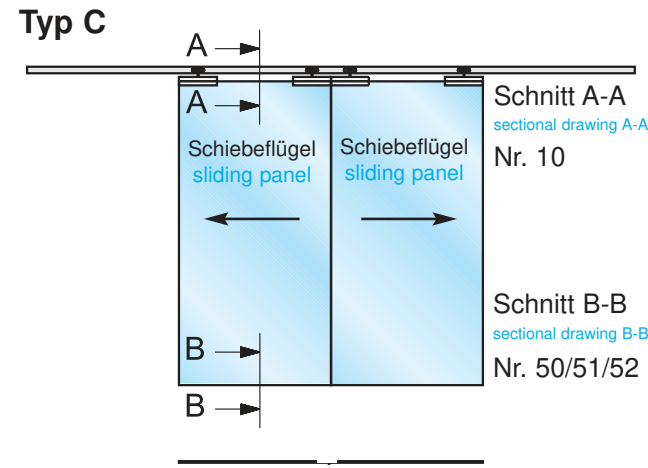 Typ C
A
A
Schnitt A-A
sectional drawing A-A
Nr. 10
Schiebeflügel
sliding panel
Schiebeflügel
sliding panel
Schnitt B-B
sectional drawing B-B
Nr. 50/51/52
B
B